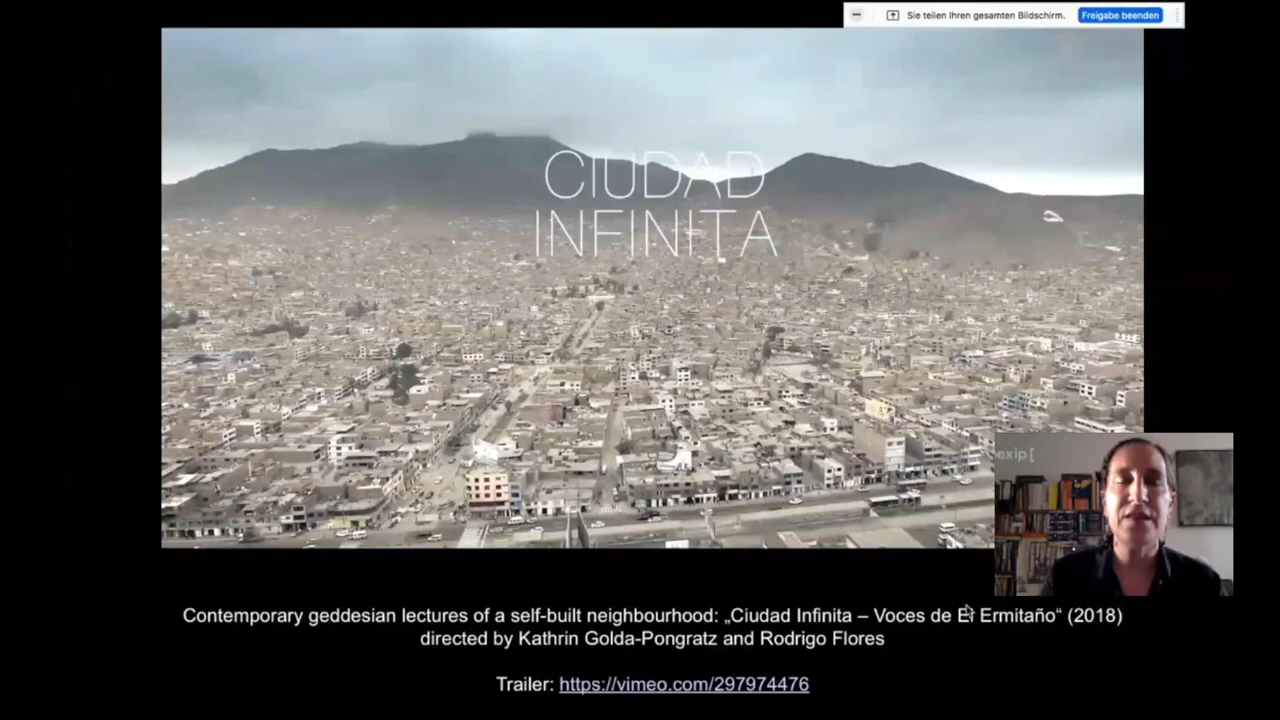 Sie teilen Ihren gesamten Bildschirm. Freigabe beenden
CIUDAD
INFINITA
exip[
Contemporary geddesian lectures of a self-built neighbourhood: „Ciudad Infinita – Voces de El Ermitaño“ (2018)
directed by Kathrin Golda-Pongratz and Rodrigo Flores
Trailer: https://vimeo.com/297974476